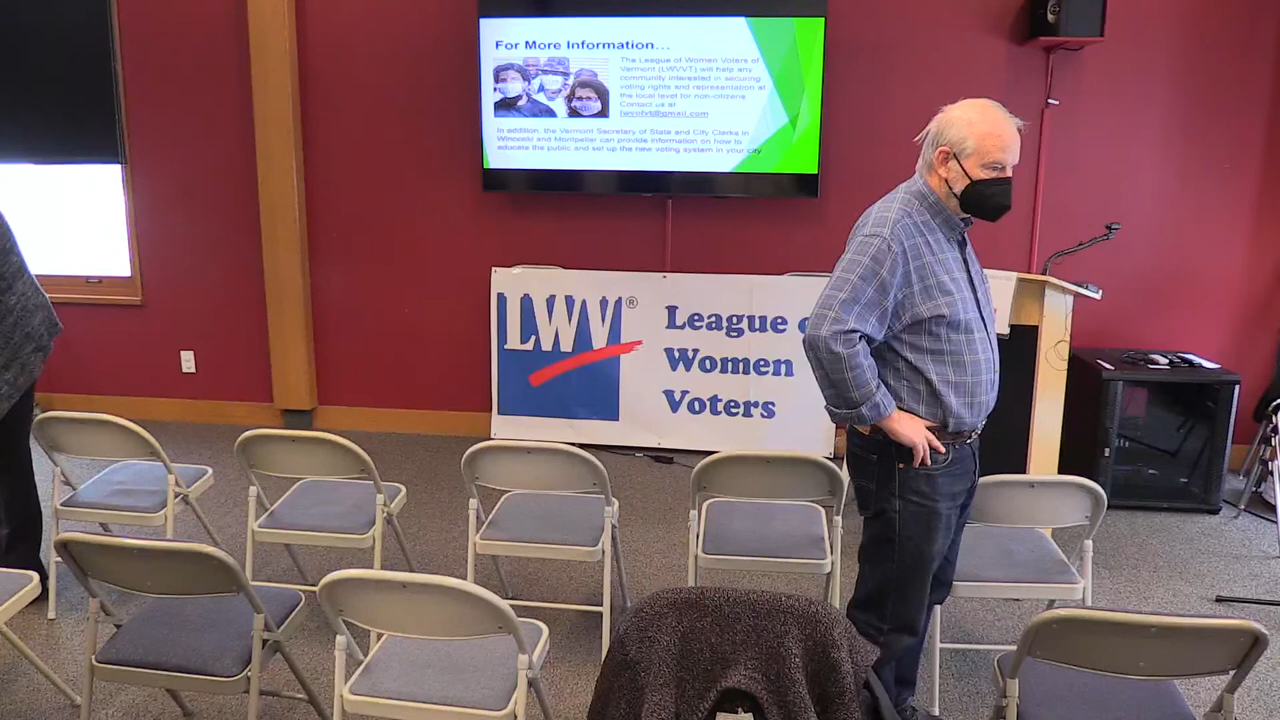 For More Information...
The League of Women Voters of
Vermont (LWVVT) will help any
community interested in securing
voting rights and representation at
the local level for non-citizens
Contact us at
lwvofvt@gmail.com
In addition, the Vermont Secretary of State and City Clerks in
Winooski and Montpelier can provide information on how to
educate the public and set up the new voting system in your city
LWV®
League o
Women
Voters